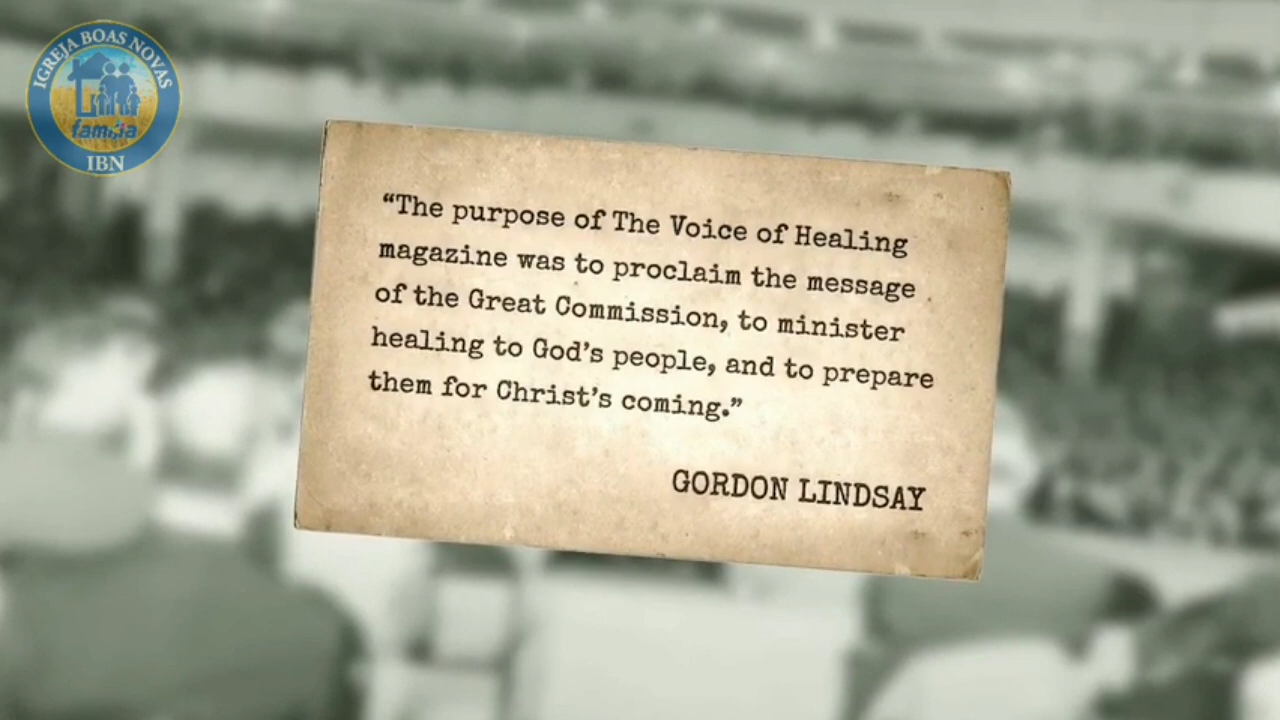 IGREJA BOAS NOVAS
família
IBN
“The purpose of The Voice of Healing
magazine was to proclaim the message
of the Great Commission, to minister
healing to God’s people, and to prepare
them for Christ’s coming.”
GORDON LINDSAY